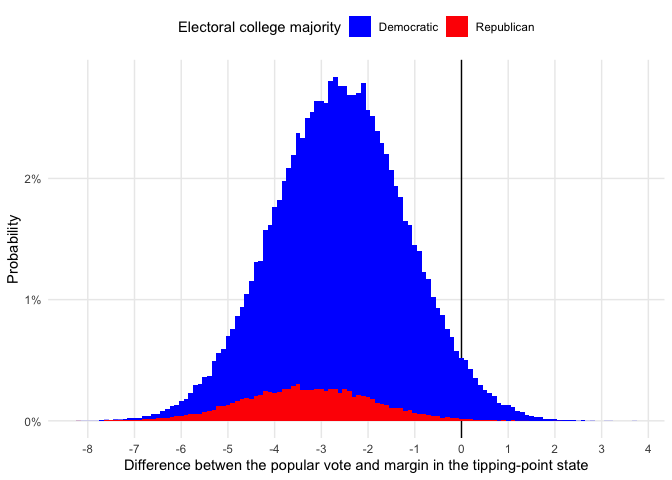 Electoral college majority Democratic Republican
Probability
2%
1%
0%
-8 -7 -6 -5 -4 -3 -2 -1 0 1 2 3 4
Difference betwen the popular vote and margin in the tipping-point state